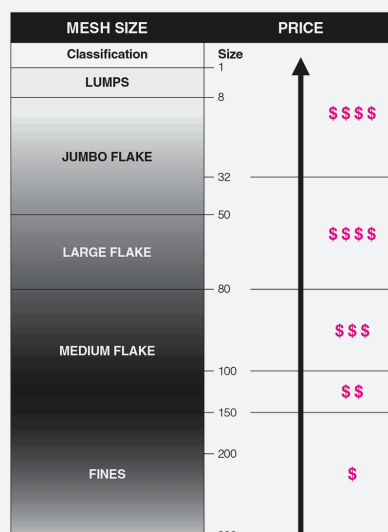 MESH SIZE PRICE
Classification Size
1
LUMPS
8
$$$$
JUMBO FLAKE
32
50
$$$$
LARGE FLAKE
80
$$$
MEDIUM FLAKE
100
$$
150
200
FINES $